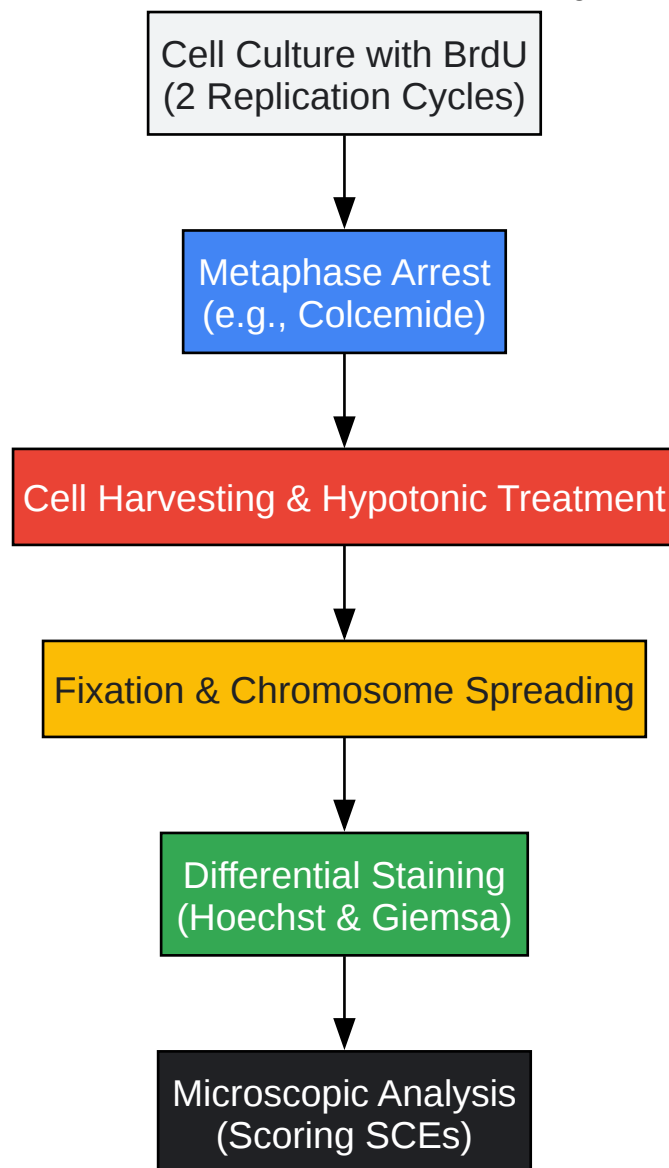 Cell Culture with BrdU
(2 Replication Cycles)
Metaphase Arrest
(e.g., Colcemide)
Cell Harvesting & Hypotonic Treatment
Fixation & Chromosome Spreading
Differential Staining
(Hoechst & Giemsa)
Microscopic Analysis
(Scoring SCEs)